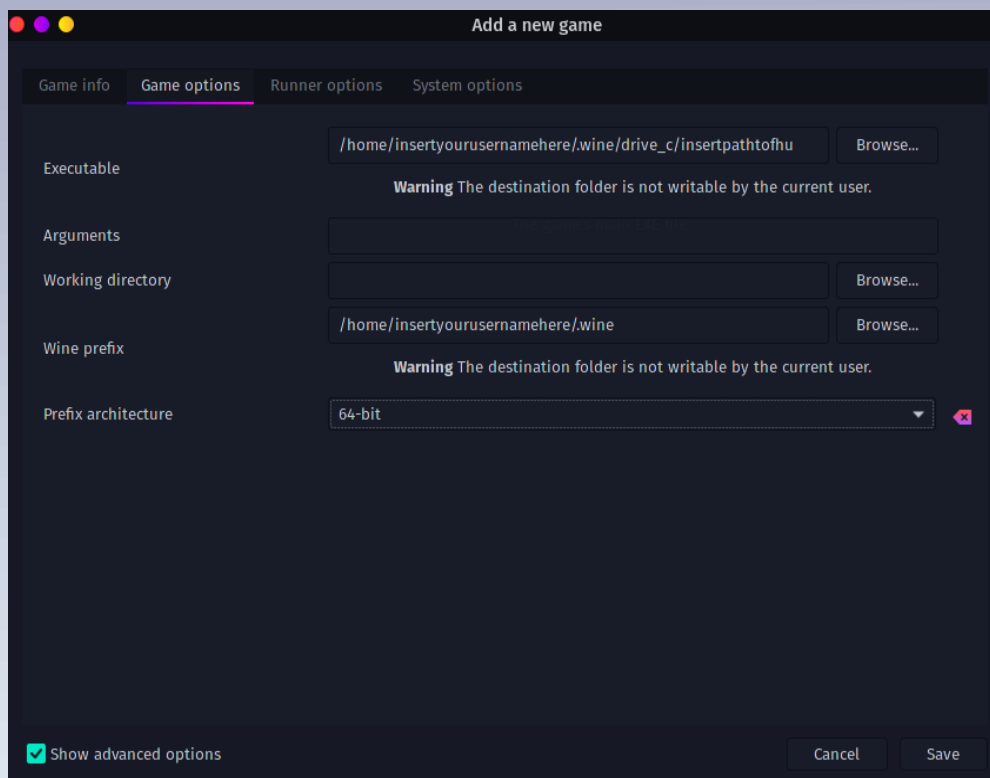 Add a new game
Game info Game options Runner options System options
Executable /home/insertyourusernamehere/.wine/drive_c/insertpathtofhu Browse...
Warning The destination folder is not writable by the current user.
Arguments
Working directory Browse...
Wine prefix /home/insertyourusernamehere/.wine Browse...
Warning The destination folder is not writable by the current user.
Prefix architecture 64-bit
Show advanced options Cancel Save